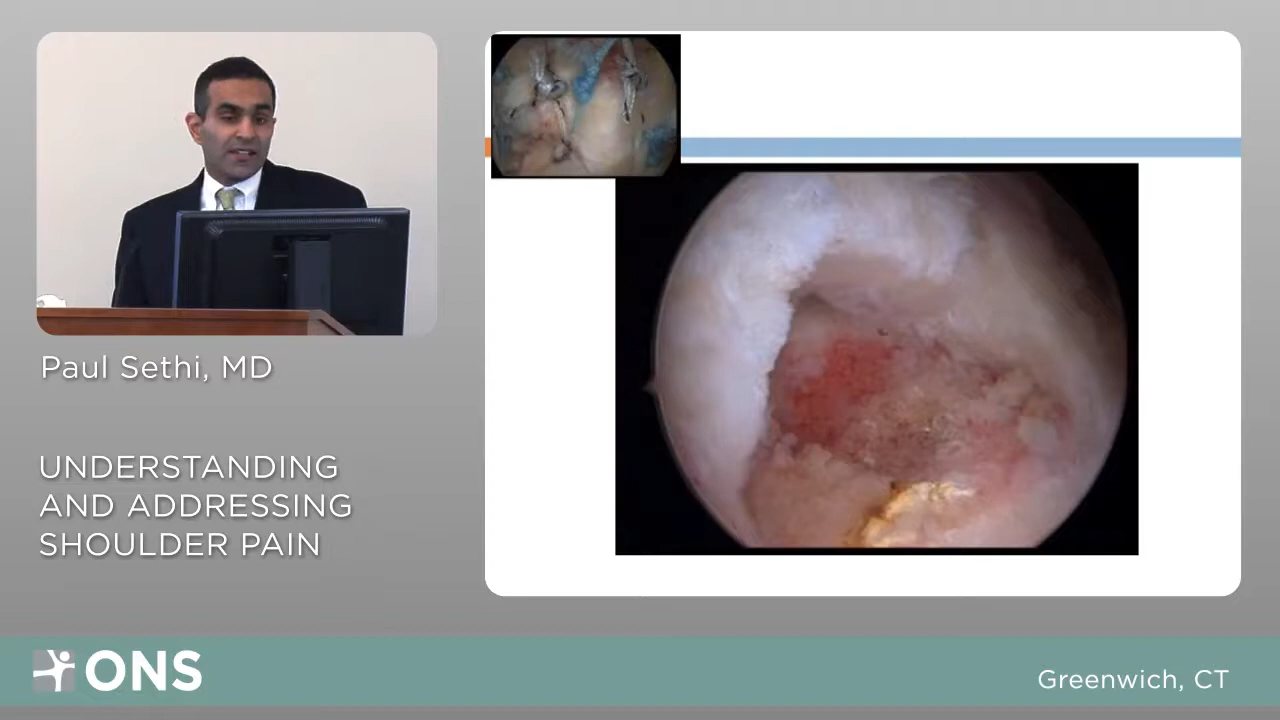 Paul Sethi, MD
UNDERSTANDING
AND ADDRESSING
SHOULDER PAIN
ONS
Greenwich, CT